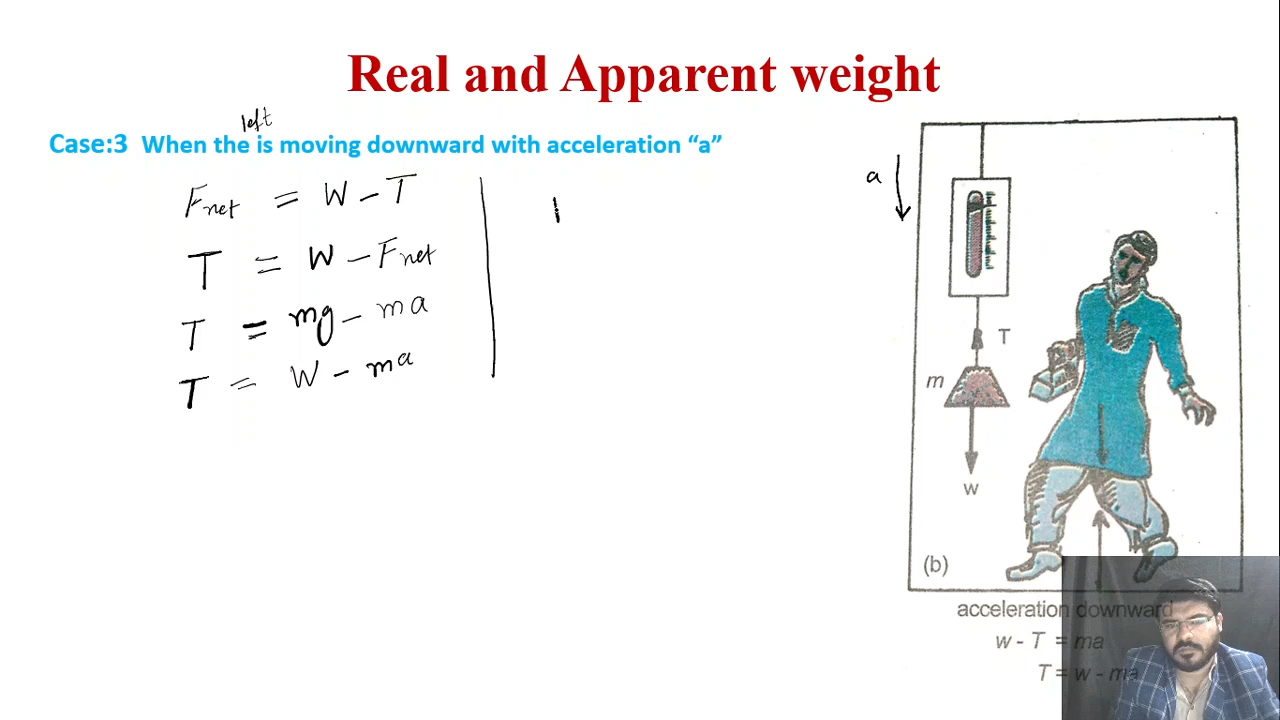 Real and Apparent weight
left
Case:3 When the is moving downward with acceleration “a”
Fnet = W - T
T = W - Fnet
T = mg - ma
T = W - ma
a
T
m
w
(b)
acceleration downward
w - T = ma
T = w - ma